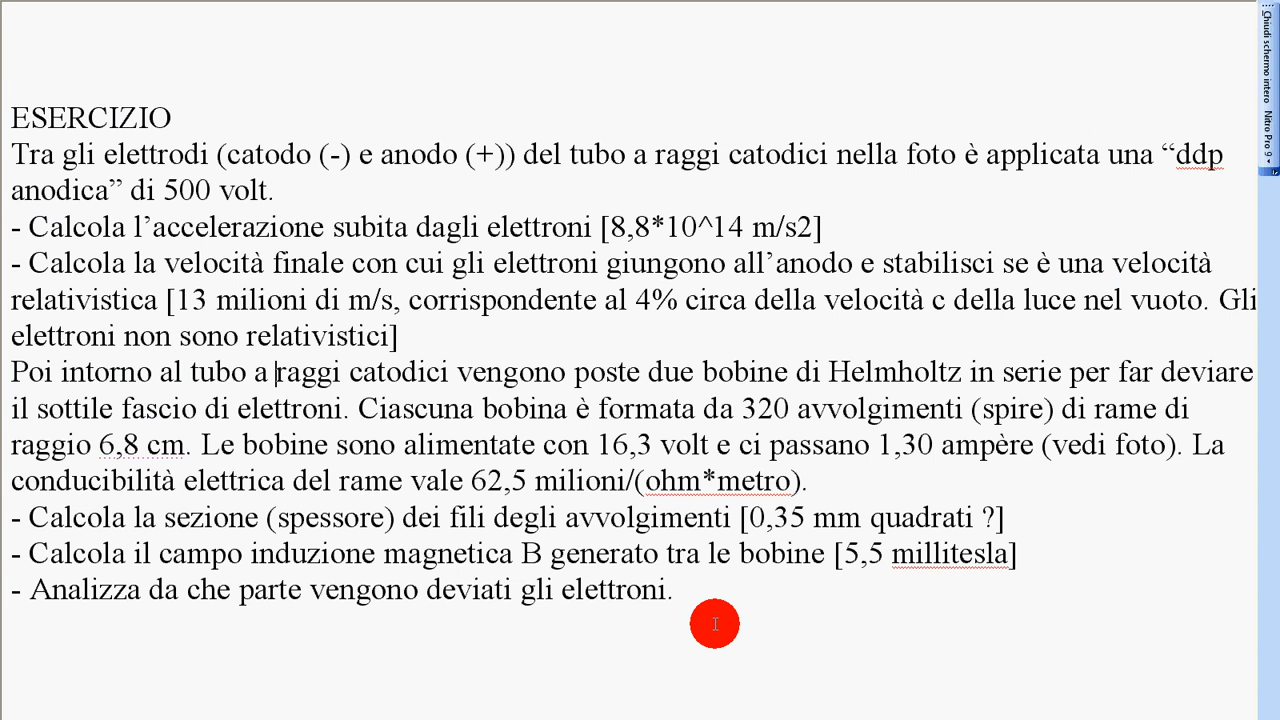 ESERCIZIO
Tra gli elettrodi (catodo (-) e anodo (+)) del tubo a raggi catodici nella foto è applicata una “ddp
anodica” di 500 volt.
- Calcola l’accelerazione subita dagli elettroni [8,8*10^14 m/s2]
- Calcola la velocità finale con cui gli elettroni giungono all’anodo e stabilisci se è una velocità
relativistica [13 milioni di m/s, corrispondente al 4% circa della velocità c della luce nel vuoto. Gli
elettroni non sono relativistici]
Poi intorno al tubo a raggi catodici vengono poste due bobine di Helmholtz in serie per far deviare
il sottile fascio di elettroni. Ciascuna bobina è formata da 320 avvolgimenti (spire) di rame di
raggio 6,8 cm. Le bobine sono alimentate con 16,3 volt e ci passano 1,30 ampère (vedi foto). La
conducibilità elettrica del rame vale 62,5 milioni/(ohm*metro).
- Calcola la sezione (spessore) dei fili degli avvolgimenti [0,35 mm quadrati ?]
- Calcola il campo induzione magnetica B generato tra le bobine [5,5 millitesla]
- Analizza da che parte vengono deviati gli elettroni.
Chiudi schermo intero Nitro Pro 9